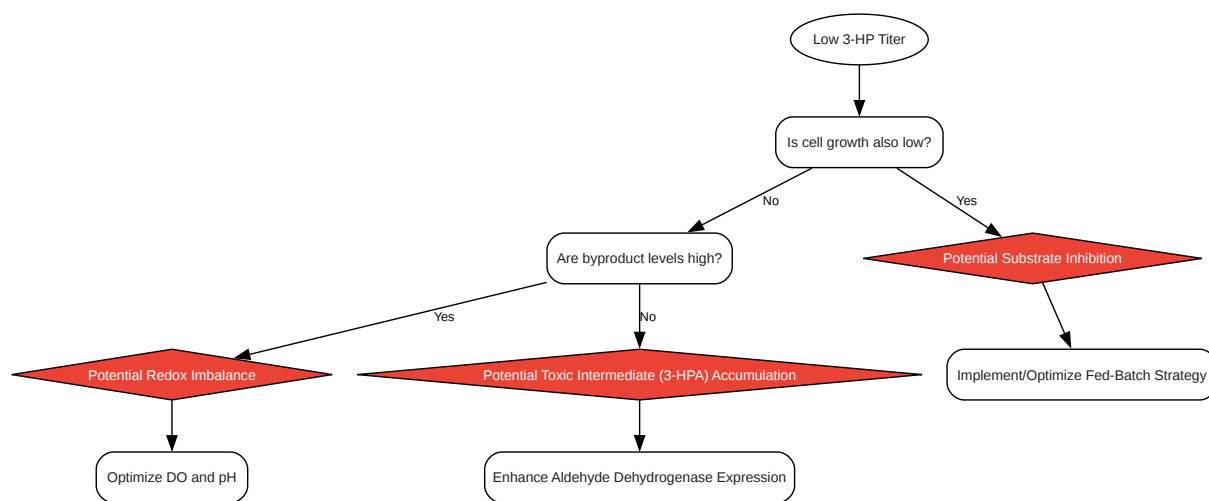 Low 3-HP Titer
Is cell growth also low?
No
Yes
Are byproduct levels high?
Potential Substrate Inhibition
Yes
No
Potential Redox Imbalance
Potential Toxic Intermediate (3-HPA) Accumulation
Implement/Optimize Fed-Batch Strategy
Optimize DO and pH
Enhance Aldehyde Dehydrogenase Expression